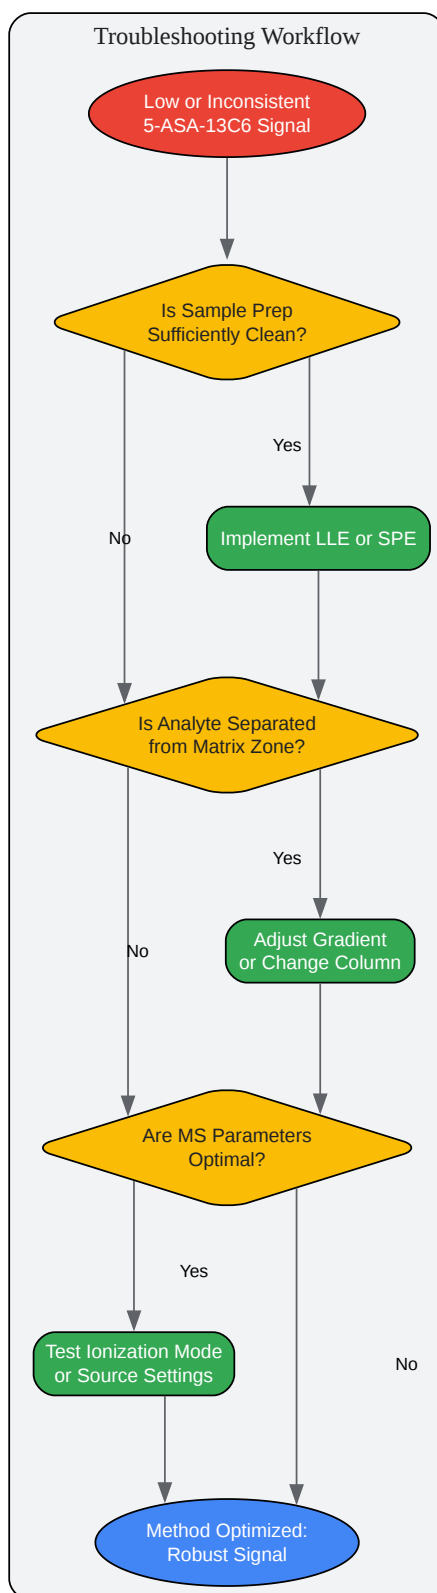 Troubleshooting Workflow
Low or Inconsistent
5-ASA-13C6 Signal
Is Sample Prep
Sufficiently Clean?
Yes
No
Implement LLE or SPE
Is Analyte Separated
from Matrix Zone?
Yes
No
Adjust Gradient
or Change Column
Are MS Parameters
Optimal?
Yes
No
Test Ionization Mode
or Source Settings
Method Optimized:
Robust Signal